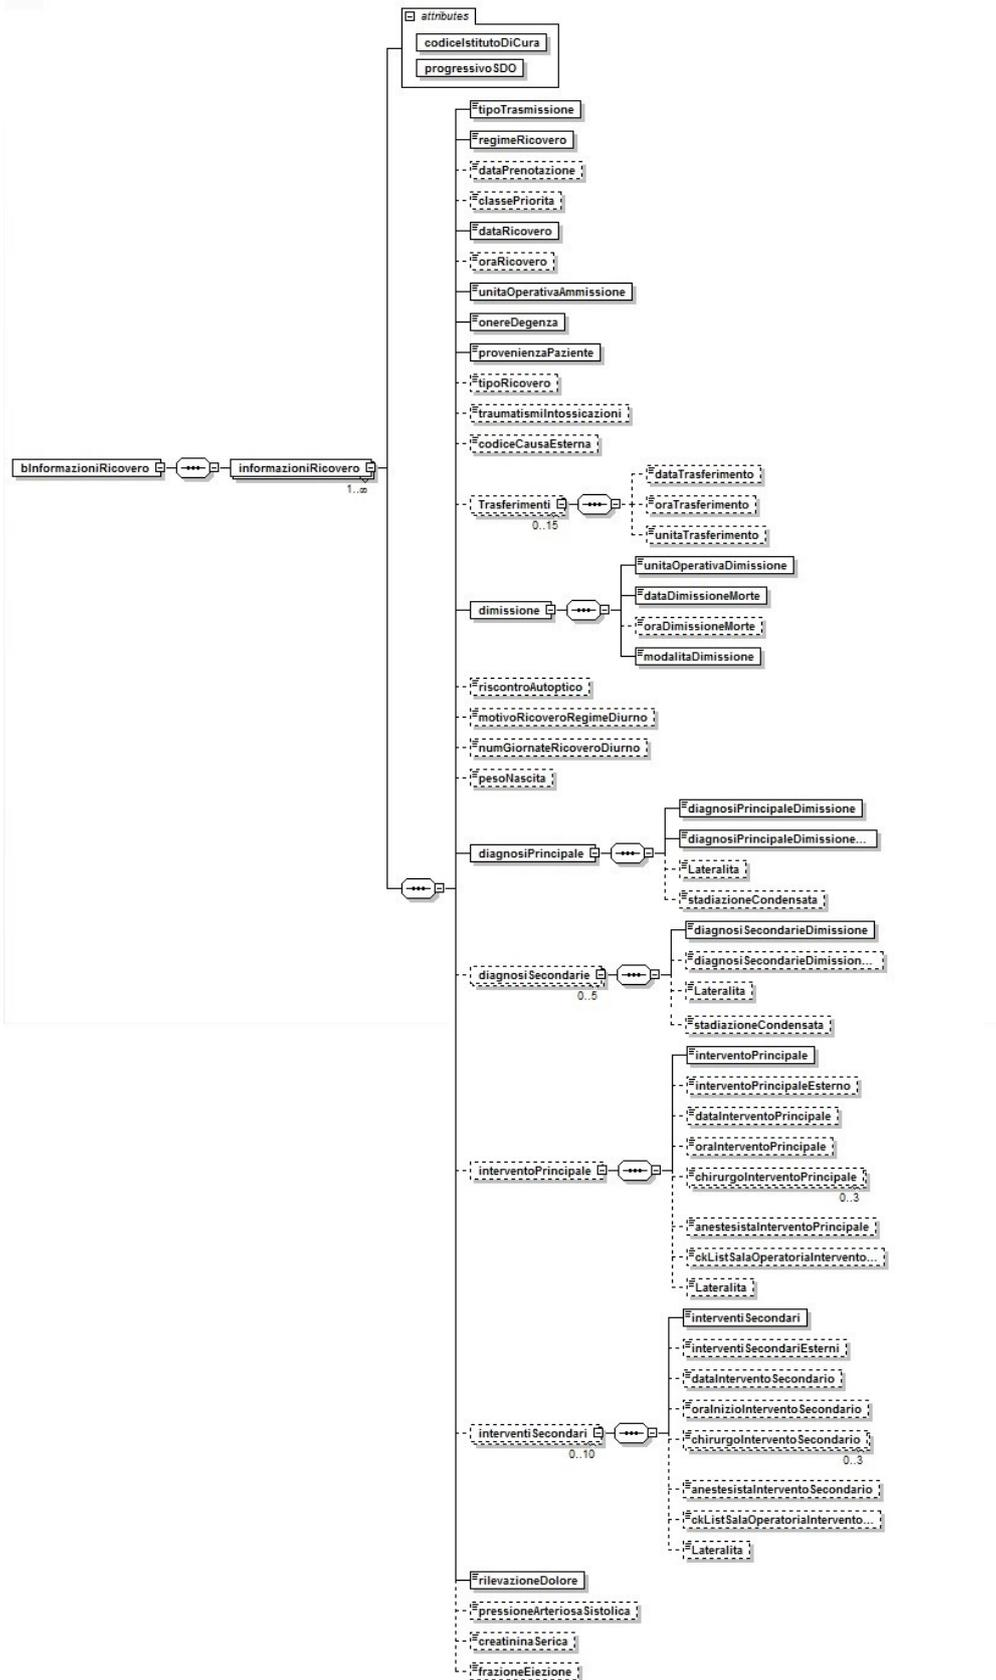 attributes
codiceIstitutoDiCura
progressivoSDO
tipoTrasmissione
regimeRicovero
dataPrenotazione
classePriorita
dataRicovero
oraRicovero
unitaOperativaAmmissione
onereDegenza
provenienzaPaziente
tipoRicovero
traumatismiIntossicazioni
codiceCausaEsterna
bInformazioniRicovero
informazioniRicovero
1..∞
Trasferimenti
0..15
dataTrasferimento
oraTrasferimento
unitaTrasferimento
dimissione
unitaOperativaDimissione
dataDimissioneMorte
oraDimissioneMorte
modalitaDimissione
riscontroAutoptico
motivoRicoveroRegimeDiurno
numGiornateRicoveroDiurno
pesoNascita
diagnosiPrincipale
diagnosiPrincipaleDimissione
diagnosiPrincipaleDimissione...
Lateralita
stadiazioneCondensata
diagnosiSecondarie
0..5
diagnosiSecondarieDimissione
diagnosiSecondarieDimission...
Lateralita
stadiazioneCondensata
interventoPrincipale
interventoPrincipale
interventoPrincipaleEsterno
dataInterventoPrincipale
oraInterventoPrincipale
chirurgoInterventoPrincipale
0..3
anestesistaInterventoPrincipale
ckListSalaOperatoriaIntervento...
Lateralita
interventiSecondari
0..10
interventiSecondari
interventiSecondariEsterni
dataInterventoSecondario
oraInizioInterventoSecondario
chirurgoInterventoSecondario
0..3
anestesistaInterventoSecondario
ckListSalaOperatoriaIntervento...
Lateralita
rilevazioneDolore
pressioneArteriosaSistolica
creatininaSerica
frazioneEiezione